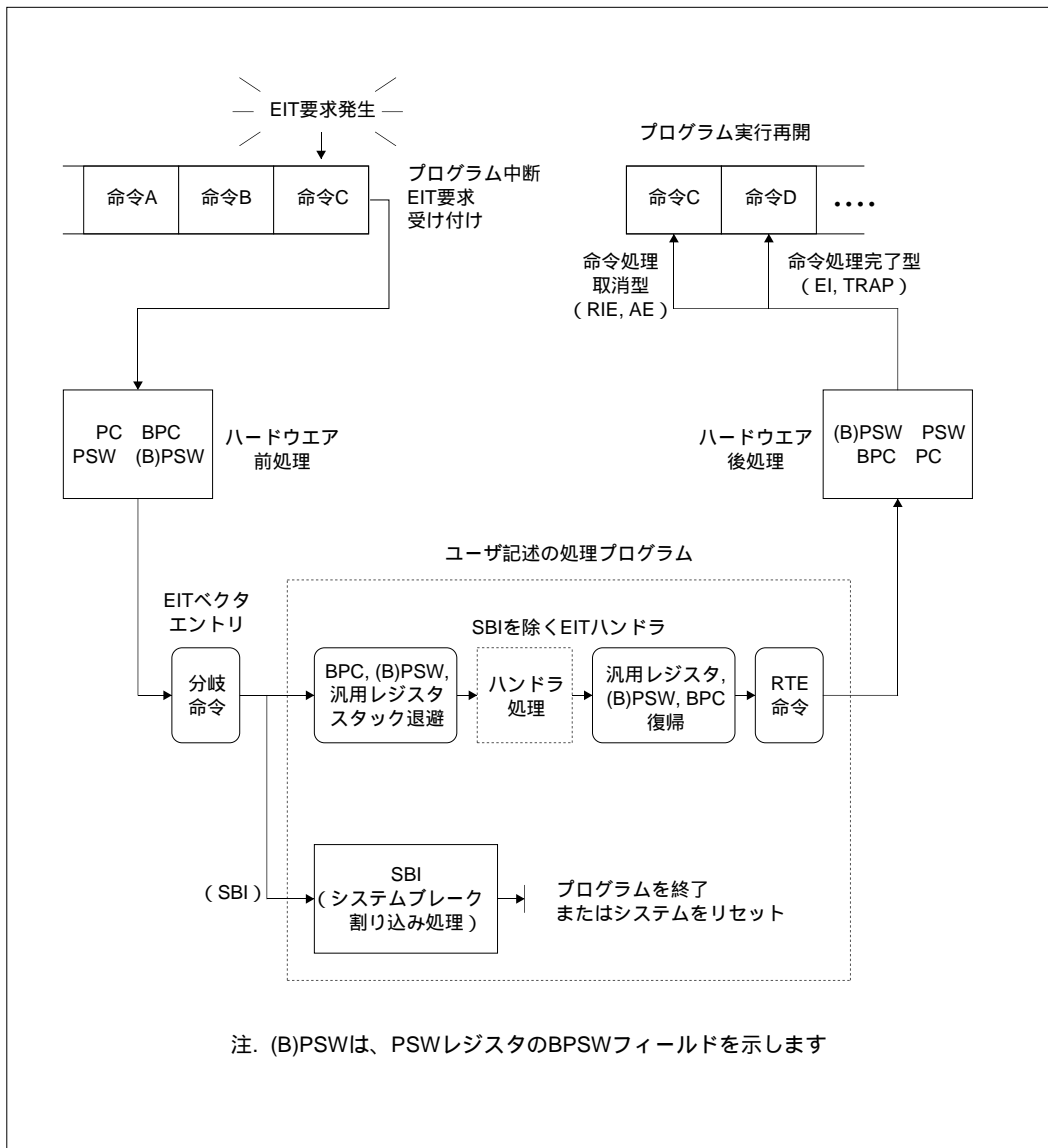 EIT要求発生
プログラム実行再開
命令A 命令B 命令C
プログラム中断
EIT要求
受け付け
命令C 命令D ‥‥
命令処理
取消型
( RIE, AE )
命令処理完了型
( EI, TRAP )
PC BPC
PSW (B)PSW
ハードウエア
前処理
ハードウエア
後処理
(B)PSW PSW
BPC PC
ユーザ記述の処理プログラム
EITベクタ
エントリ
SBIを除くEITハンドラ
分岐
命令
BPC, (B)PSW,
汎用レジスタ
スタック退避
ハンドラ
処理
汎用レジスタ,
(B)PSW, BPC
復帰
RTE
命令
( SBI )
SBI
( システムブレーク
割り込み処理 )
プログラムを終了
またはシステムをリセット
注. (B)PSWは、PSWレジスタのBPSWフィールドを示します